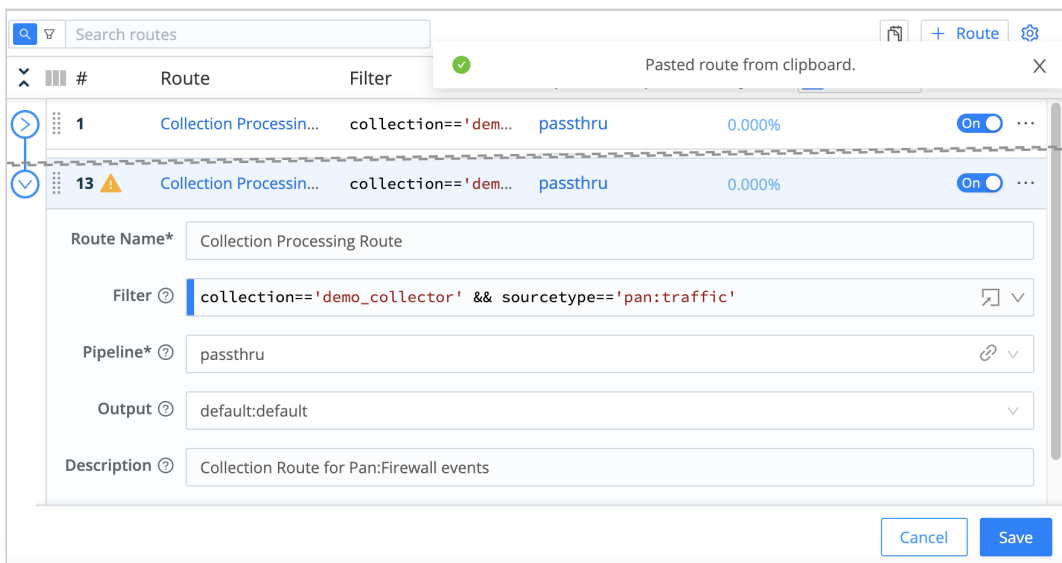 Search routes
+ Route
Pasted route from clipboard.
# Route Filter
1 Collection Processin... collection=='dem... passthru 0.000% On ...
13 Collection Processin... collection=='dem... passthru 0.000% On ...
Route Name* Collection Processing Route
Filter collection=='demo_collector' && sourcetype=='pan:traffic'
Pipeline* passthru
Output default:default
Description Collection Route for Pan:Firewall events
Cancel Save